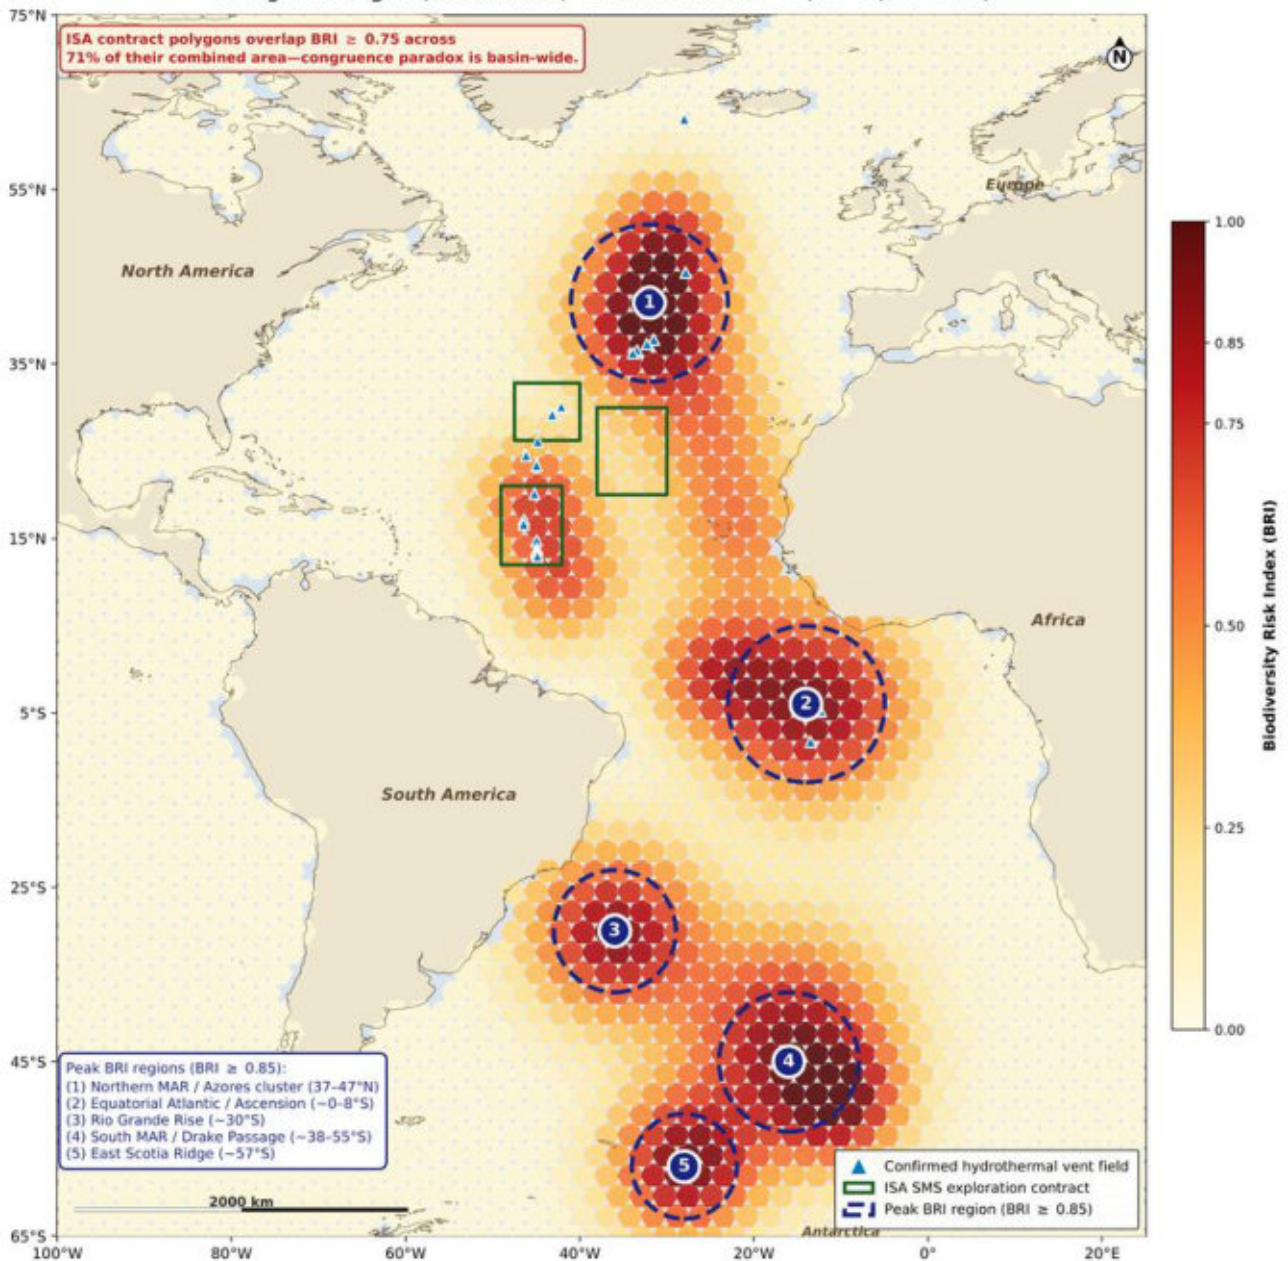 75°N
55°N
35°N
15°N
5°S
25°S
45°S
65°S
ISA contract polygons overlap BRI ≥ 0.75 across
71% of their combined area—congruence paradox is basin-wide.
N
Europe
North America
1
Africa
2
South America
3
4
5
Peak BRI regions (BRI ≥ 0.85):
(1) Northern MAR / Azores cluster (37–47°N)
(2) Equatorial Atlantic / Ascension (~0–8°S)
(3) Rio Grande Rise (~30°S)
(4) South MAR / Drake Passage (~38–55°S)
(5) East Scotia Ridge (~57°S)
2000 km
Confirmed hydrothermal vent field
ISA SMS exploration contract
Peak BRI region (BRI ≥ 0.85)
Antarctica
100°W
80°W
60°W
40°W
20°W
0°
20°E
1.00
0.85
0.75
0.50
0.25
0.00
Biodiversity Risk Index (BRI)